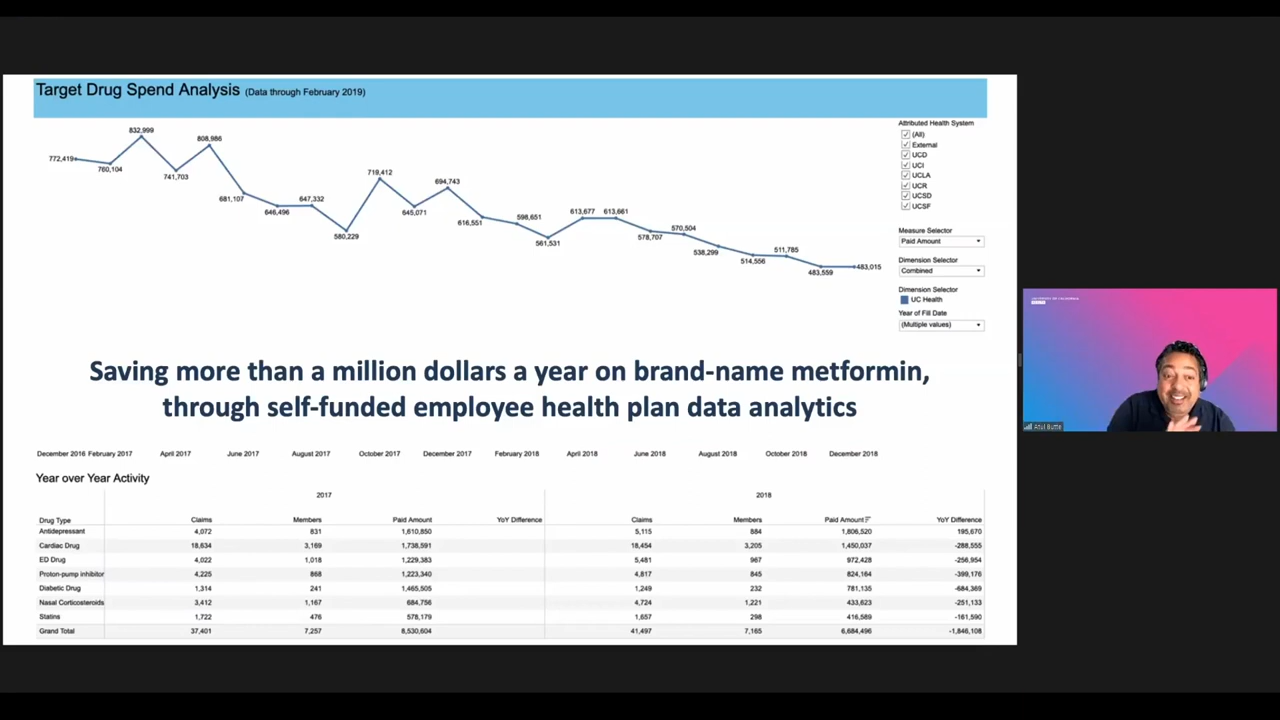 Target Drug Spend Analysis (Data through February 2019)
772,419
760,104
832,999
741,703
808,986
681,107
646,496
647,332
580,229
719,412
645,071
694,743
616,551
598,651
561,531
613,677
613,661
578,707
570,504
538,299
514,556
511,785
483,559
483,015
Attributed Health System
(All)
External
UCD
UCI
UCLA
UCR
UCSD
UCSF
Measure Selector
Paid Amount
Dimension Selector
Combined
Dimension Selector
UC Health
Year of Fill Date
(Multiple values)
Saving more than a million dollars a year on brand-name metformin,
through self-funded employee health plan data analytics
December 2016 February 2017 April 2017 June 2017 August 2017 October 2017 December 2017 February 2018 April 2018 June 2018 August 2018 October 2018 December 2018
Year over Year Activity
2017 2018
Drug Type Claims Members Paid Amount YoY Difference Claims Members Paid Amount YoY Difference
Antidepressant 4,072 831 1,610,850 5,115 884 1,806,520 195,670
Cardiac Drug 18,634 3,169 1,738,591 18,454 3,205 1,450,037 -288,555
ED Drug 4,022 1,018 1,229,383 5,481 967 972,428 -256,954
Proton-pump inhibitor 4,225 868 1,223,340 4,817 845 824,164 -399,176
Diabetic Drug 1,314 241 1,465,505 1,249 232 781,135 -684,369
Nasal Corticosteroids 3,412 1,167 684,756 4,724 1,221 433,623 -251,133
Statins 1,722 476 578,179 1,657 298 416,589 -161,590
Grand Total 37,401 7,257 8,530,604 41,497 7,165 6,684,496 -1,846,108
UNIVERSITY OF CALIFORNIA
Atul Butte